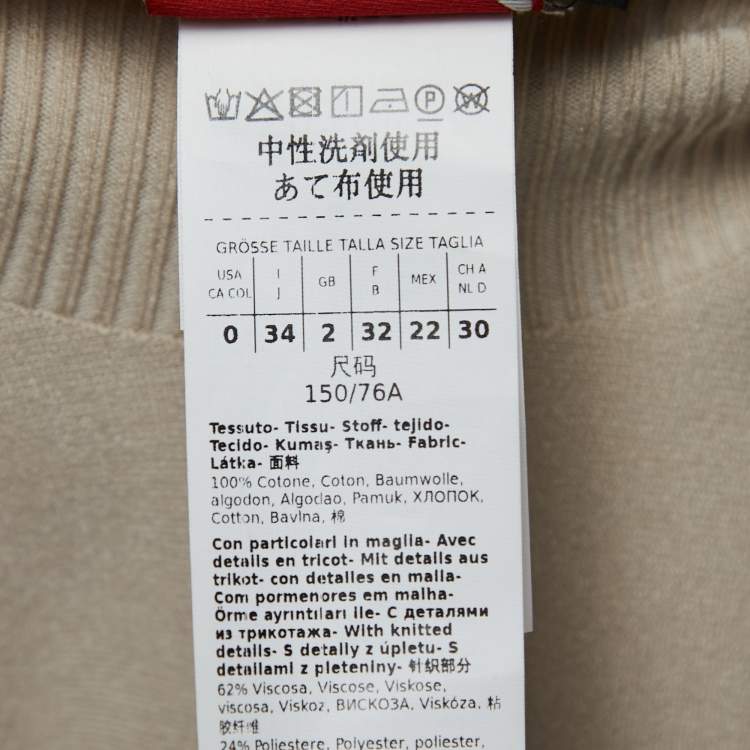 中性洗剤使用
あて布使用
GRÖSSE TAILLE TALLA SIZE TAGLIA
USA I GB F MEX CH A
CA COL J B NL D
0 34 2 32 22 30
尺码
150/76A
Tessuto- Tissu- Stoff- tejido-
Tecido- Kumaş- Ткань- Fabric-
Látka- 面料
100% Cotone, Coton, Baumwolle,
algodon, Algodao, Pamuk, ХЛОПОК,
Cotton, Bavlna, 棉
Con particolari in maglia- Avec
details en tricot- Mit details aus
trikot- con detalles en malla-
Com pormenores em malha-
Örme ayrıntıları ile- С деталями
из трикотажа- With knitted
details- S detaily z úpletu- S
detailami z pleteniny- 针织部分
62% Viscosa, Viscose, Viskose,
viscosa, Viskoz, ВИСКОЗА, Viskóza, 粘
胶纤维
24% Poliestere, Polyester, poliester,